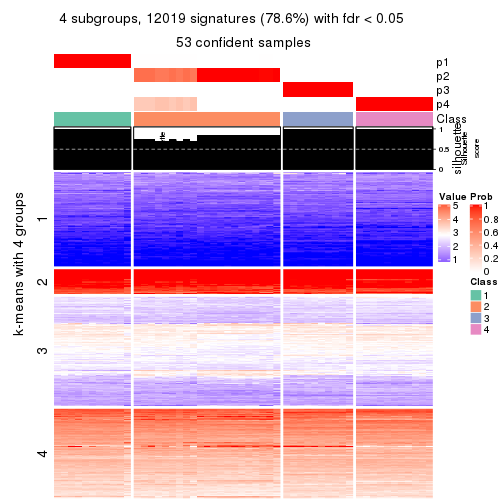 4 subgroups, 12019 signatures (78.6%) with fdr < 0.05
53 confident samples
p1
p2
p3
p4
Class
silhouette
Silhouette
score
1
0.5
0
k-means with 4 groups
1
2
3
4
Value
5
4
3
2
1
Prob
1
0.8
0.6
0.4
0.2
0
Class
1
2
3
4